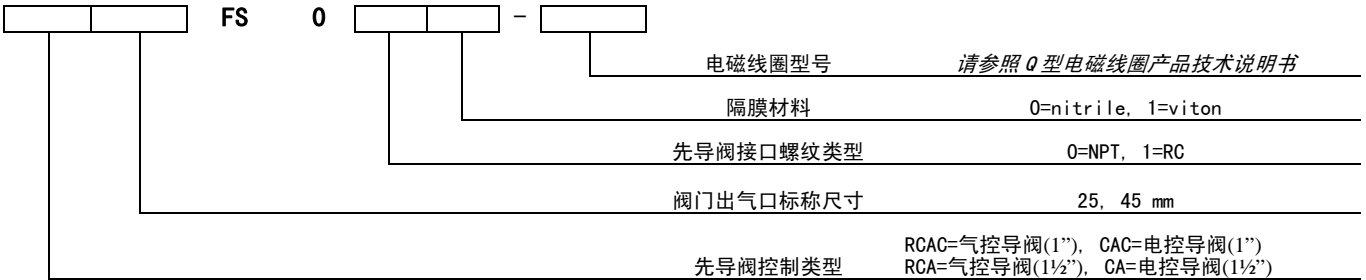 FS 0 -
电磁线圈型号 请参照 Q 型电磁线圈产品技术说明书
隔膜材料 0=nitrile, 1=viton
先导阀接口螺纹类型 0=NPT, 1=RC
阀门出气口标称尺寸 25, 45 mm
RCAC=气控导阀(1”), CAC=电控导阀(1”)
先导阀控制类型 RCA=气控导阀(1½”), CA=电控导阀(1½”)